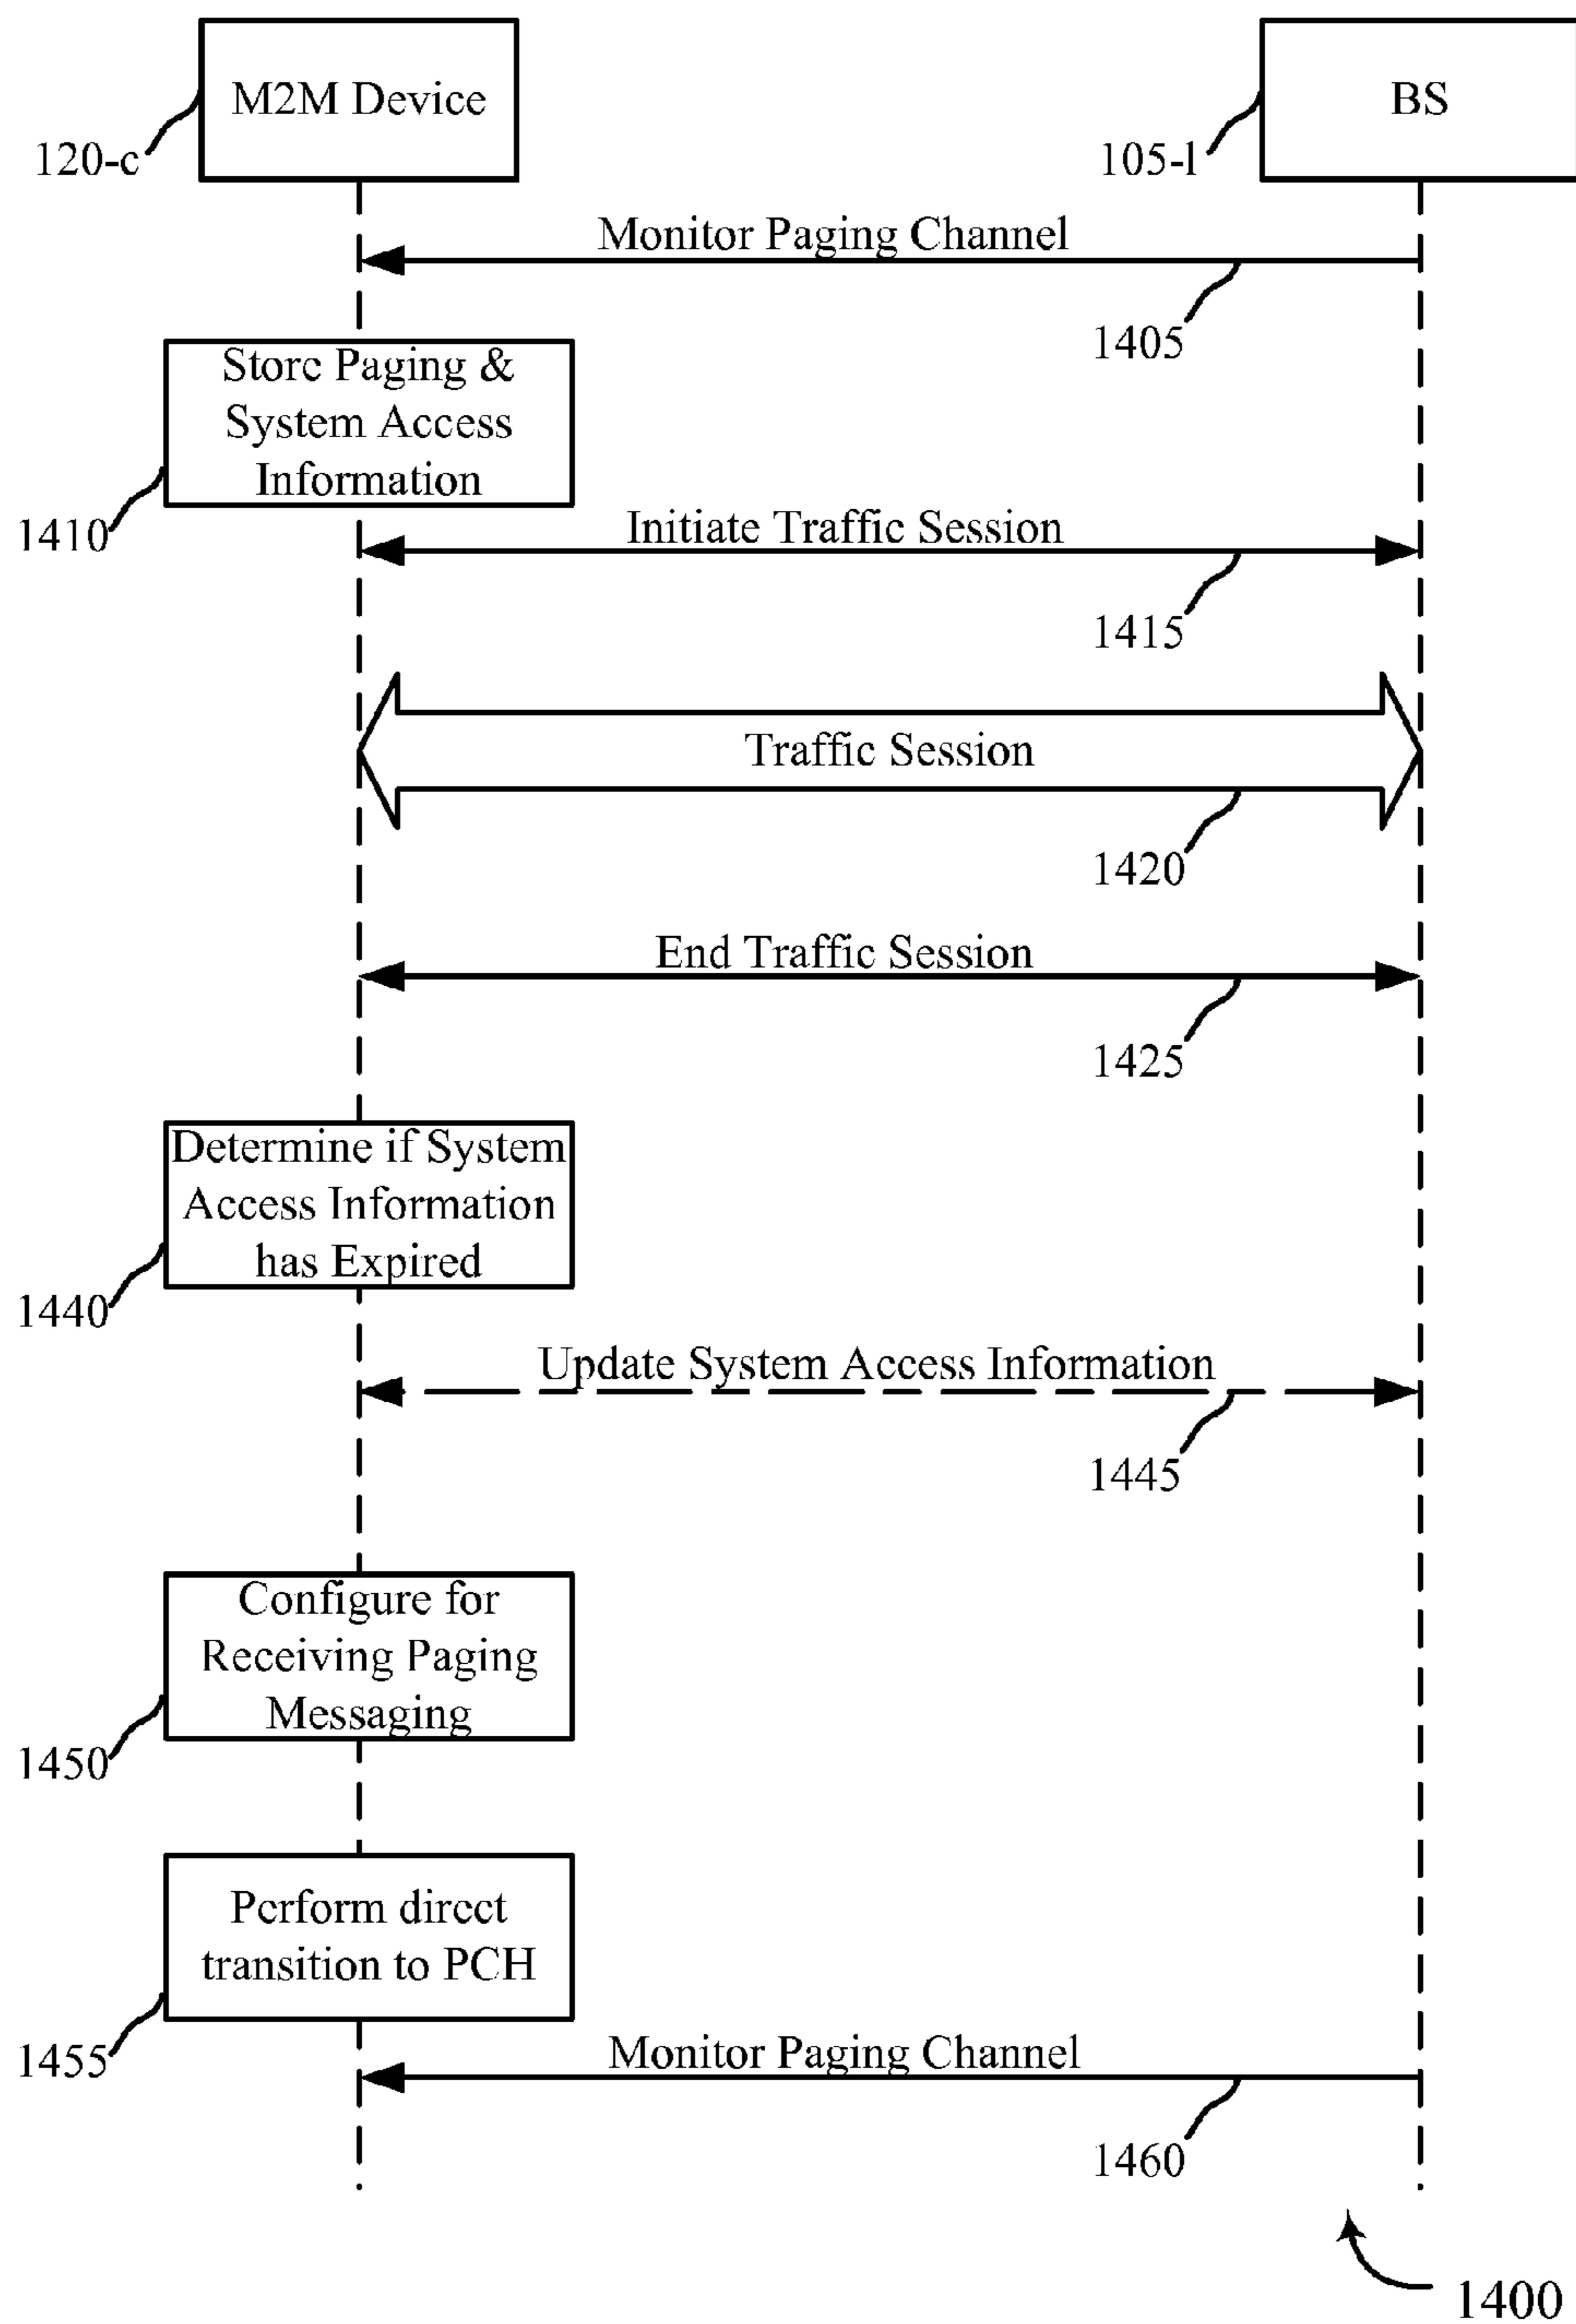 M2M Device
BS
120-c
105-l
Monitor Paging Channel
1405
Store Paging &
System Access
Information
1410
Initiate Traffic Session
1415
Traffic Session
1420
End Traffic Session
1425
Determine if System
Access Information
has Expired
1440
Update System Access Information
1445
Configure for
Receiving Paging
Messaging
1450
Perform direct
transition to PCH
1455
Monitor Paging Channel
1460
1400